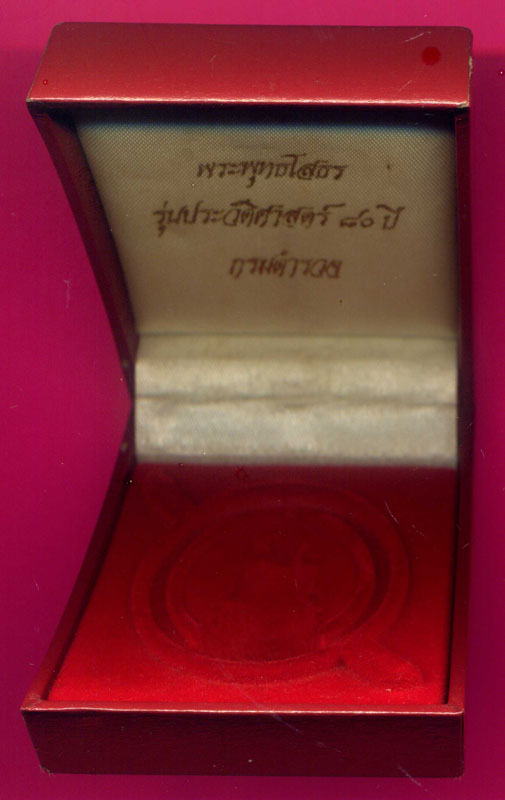 พระพุทธโสธร
รุ่นประวัติศาสตร์ ๘๐ ปี
กรมตำรวจ